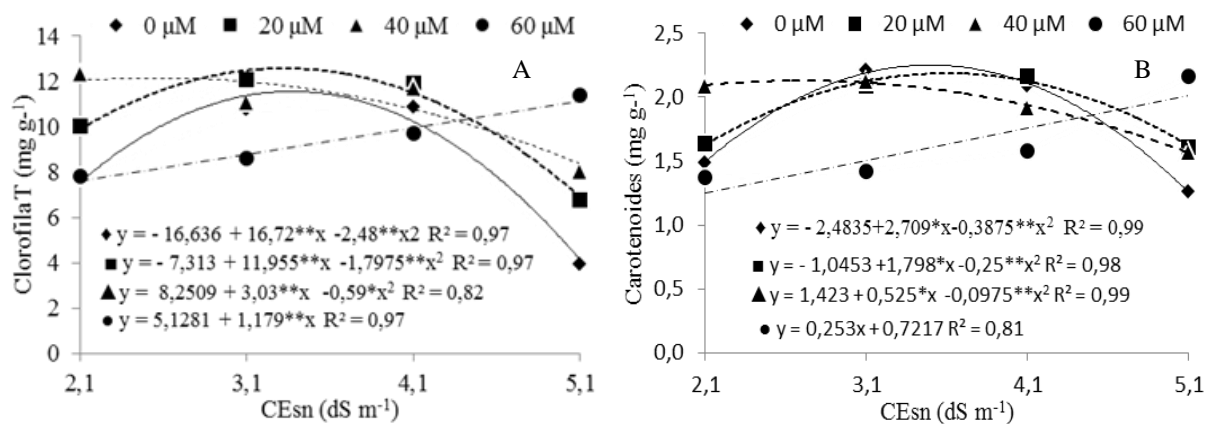 ◆ 0 µM ■ 20 µM ▲ 40 µM ● 60 µM
A
Clorofila T (mg g-¹)
14
12
10
8
6
4
2
0
◆ y = - 16,636 + 16,72**x -2,48**x2 R² = 0,97
■ y = - 7,313 + 11,955**x -1,7975**x² R² = 0,97
▲ y = 8,2509 + 3,03**x -0,59*x² R² = 0,82
● y = 5,1281 + 1,179**x R² = 0,97
2,1 3,1 4,1 5,1
CEsn (dS m-¹)
◆ 0 µM ■ 20 µM ▲ 40 µM ● 60 µM
B
Carotenoides (mg g-¹)
2,5
2,0
1,5
1,0
0,5
0,0
◆ y = - 2,4835+2,709*x-0,3875**x² R² = 0,99
■ y = - 1,0453 +1,798*x -0,25**x² R² = 0,98
▲ y = 1,423 + 0,525*x -0,0975**x² R² = 0,99
● y = 0,253x + 0,7217 R² = 0,81
2,1 3,1 4,1 5,1
CEsn (dS m-¹)